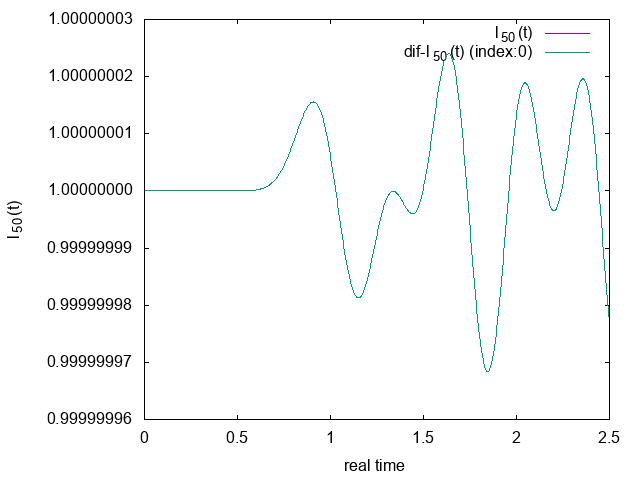 1.00000003
I50(t)
dif-I50(t) (index:0)
1.00000002
1.00000001
1.00000000
0.99999999
0.99999998
0.99999997
0.99999996
I50(t)
0 0.5 1 1.5 2 2.5
real time